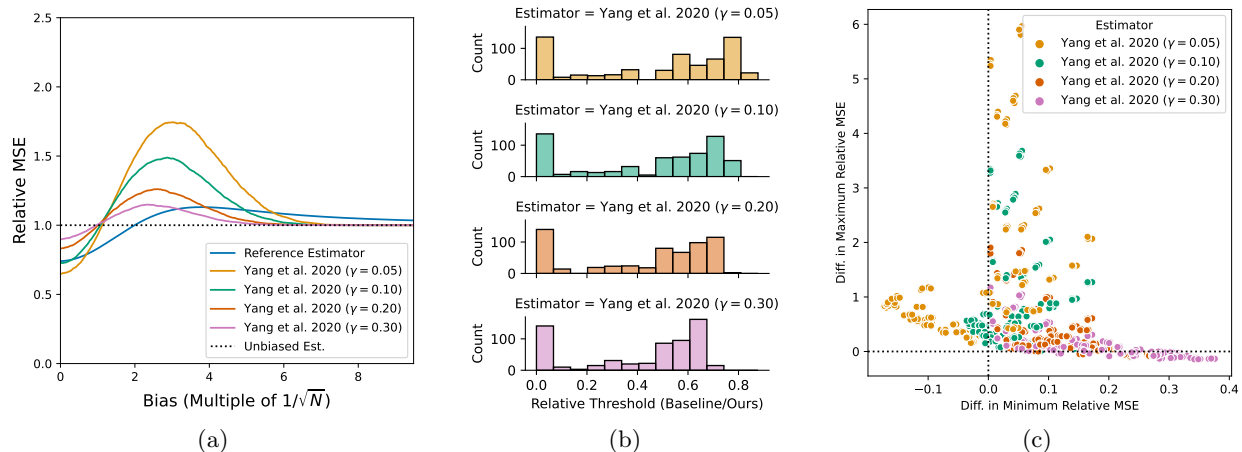 2.5
2.0
1.5
1.0
0.5
0.0
Relative MSE
0
2
4
6
8
Bias (Multiple of 1/√N)
Reference Estimator
Yang et al. 2020 (γ = 0.05)
Yang et al. 2020 (γ = 0.10)
Yang et al. 2020 (γ = 0.20)
Yang et al. 2020 (γ = 0.30)
Unbiased Est.
(a)
Estimator = Yang et al. 2020 (γ = 0.05)
Count
100
0
Estimator = Yang et al. 2020 (γ = 0.10)
Count
100
0
Estimator = Yang et al. 2020 (γ = 0.20)
Count
100
0
Estimator = Yang et al. 2020 (γ = 0.30)
Count
100
0
0.0
0.2
0.4
0.6
0.8
Relative Threshold (Baseline/Ours)
(b)
6
5
4
3
2
1
0
Diff. in Maximum Relative MSE
Estimator
Yang et al. 2020 (γ = 0.05)
Yang et al. 2020 (γ = 0.10)
Yang et al. 2020 (γ = 0.20)
Yang et al. 2020 (γ = 0.30)
−0.1
0.0
0.1
0.2
0.3
0.4
Diff. in Minimum Relative MSE
(c)